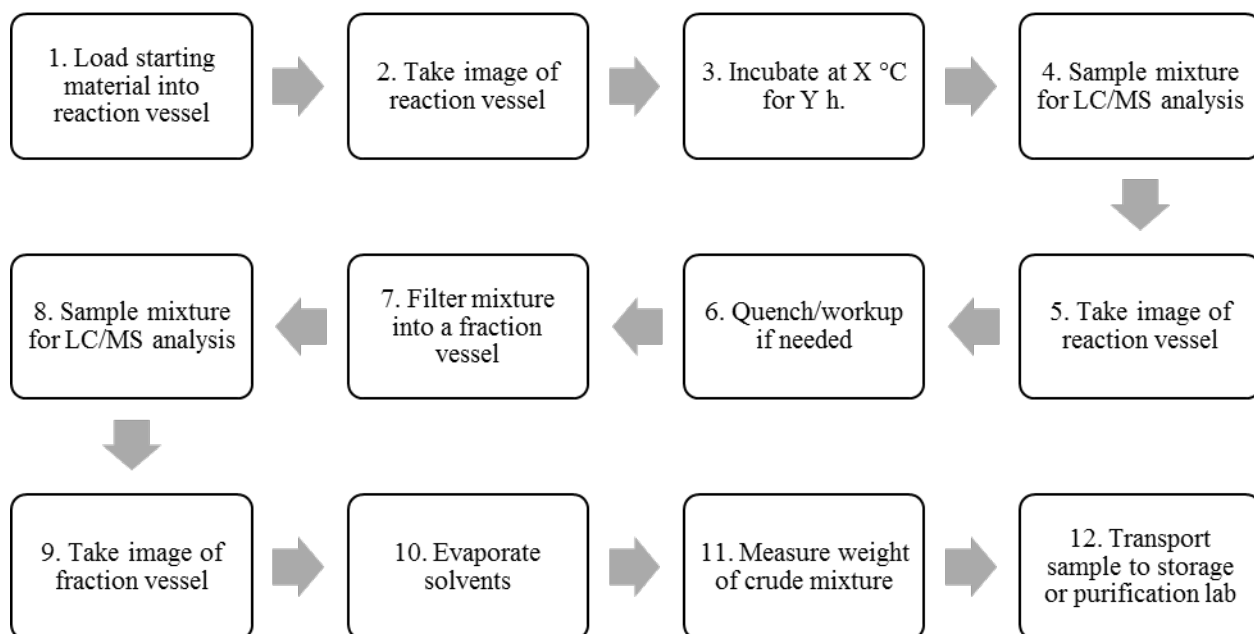 1. Load starting
material into
reaction vessel
2. Take image of
reaction vessel
3. Incubate at X °C
for Y h.
4. Sample mixture
for LC/MS analysis
5. Take image of
reaction vessel
6. Quench/workup
if needed
7. Filter mixture
into a fraction
vessel
8. Sample mixture
for LC/MS analysis
9. Take image of
fraction vessel
10. Evaporate
solvents
11. Measure weight
of crude mixture
12. Transport
sample to storage
or purification lab